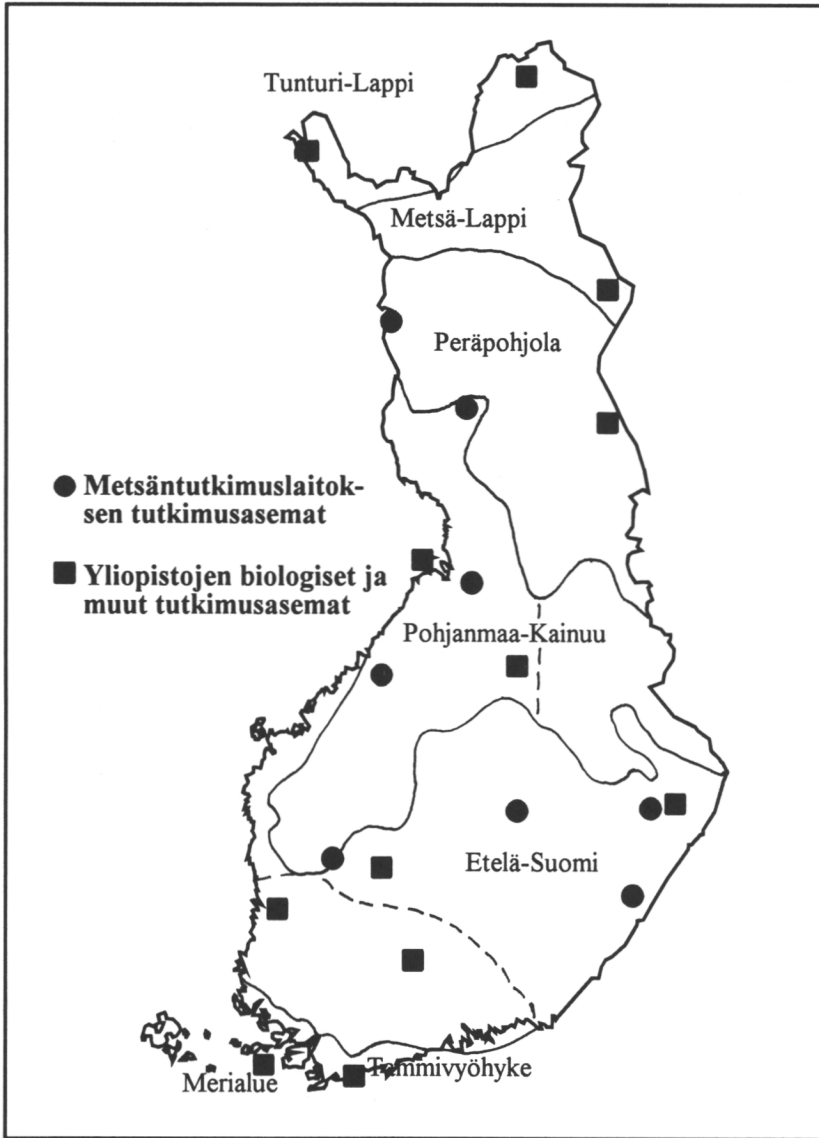 Tunturi-Lappi
Metsä-Lappi
Peräpohjola
Metsäntutkimuslaitok-
sen tutkimusasemat
Yliopistojen biologiset ja
muut tutkimusasemat
Pohjanmaa-Kainuu
Etelä-Suomi
Tammivyöhyke
Merialue